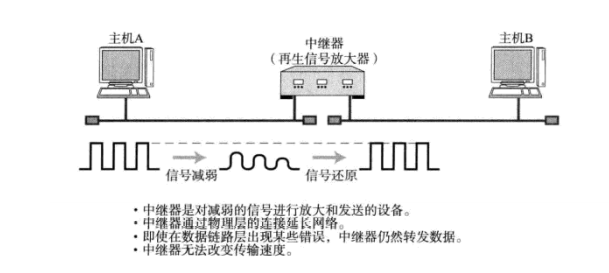 主机A
中继器
（再生信号放大器）
主机B
信号减弱
信号还原
・中继器是对减弱的信号进行放大和发送的设备。
・中继器通过物理层的连接延长网络。
・即使在数据链路层出现某些错误，中继器仍然转发数据。
・中继器无法改变传输速度。